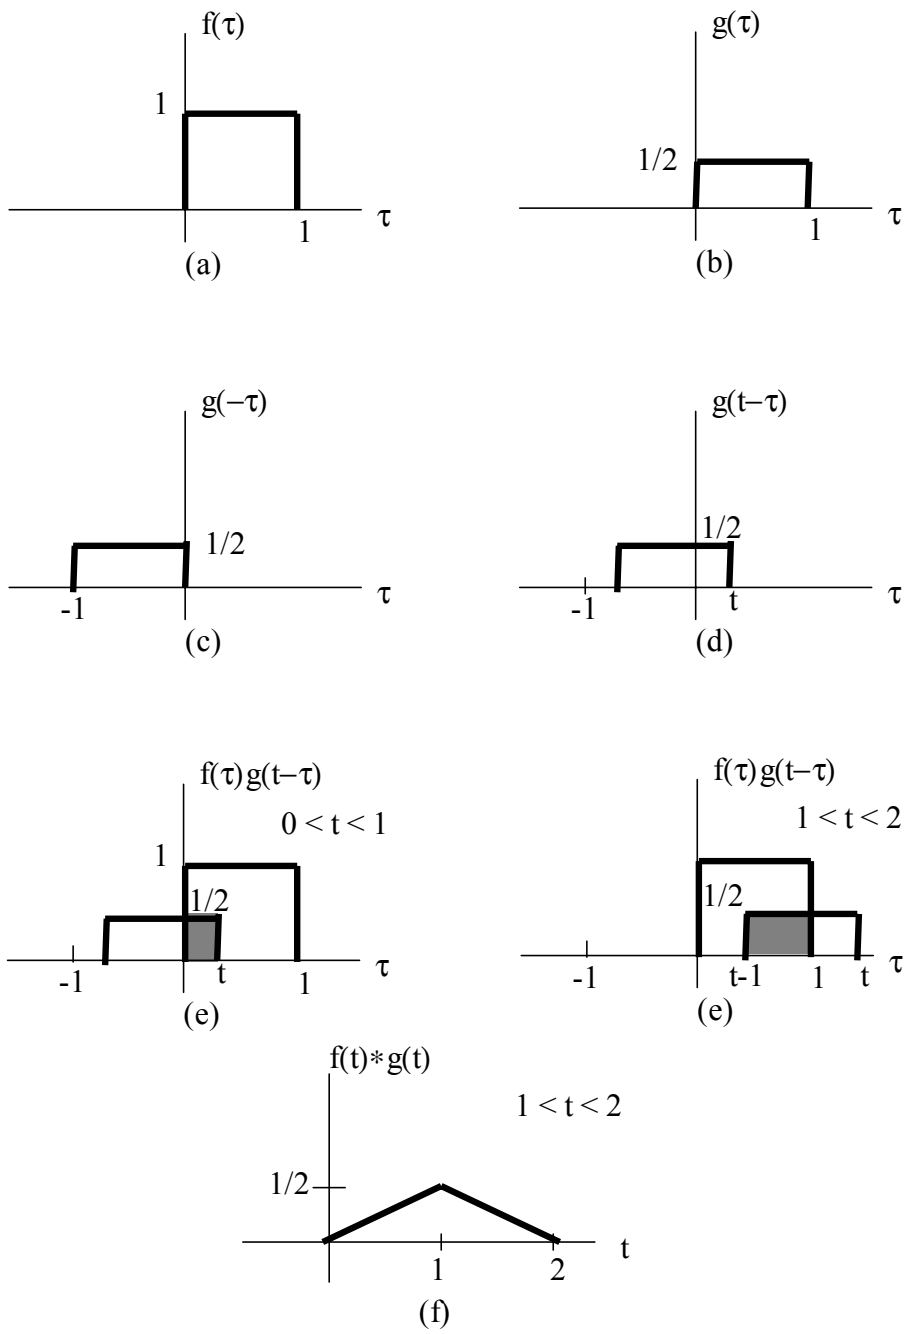 f(τ)
1
τ
1
(a)
g(τ)
1/2
τ
1
(b)
g(−τ)
1/2
-1
τ
(c)
g(t−τ)
1/2
-1
t
τ
(d)
f(τ)g(t−τ)
0 < t < 1
1
1/2
-1
t
1
τ
(e)
f(τ)g(t−τ)
1 < t < 2
1/2
-1
t-1
1
t
τ
(e)
f(t)*g(t)
1 < t < 2
1/2
t
1
2
(f)